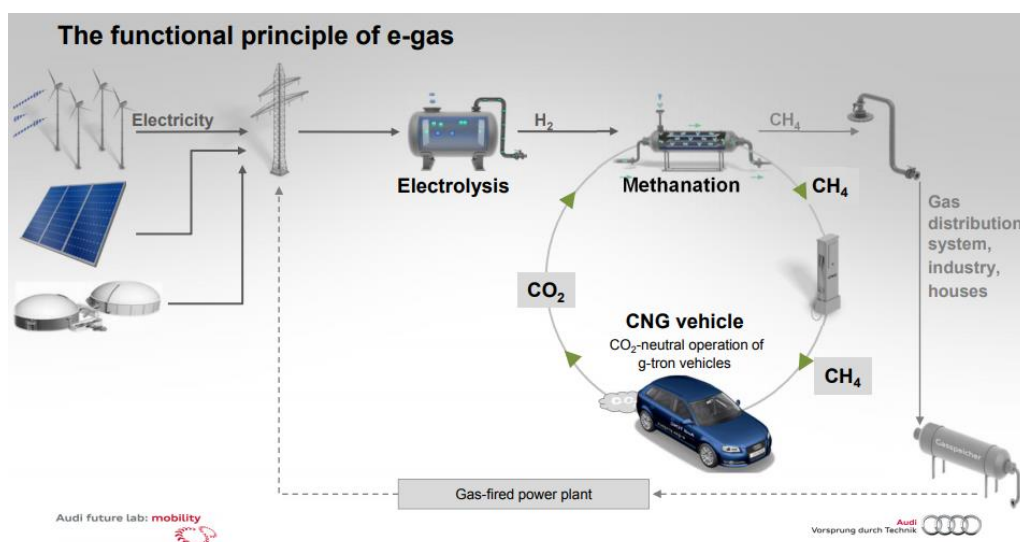 The functional principle of e-gas
Electricity
H₂
CH₄
Electrolysis
Methanation
CH₄
Gas
distribution
system,
industry,
houses
CO₂
CNG vehicle
CO₂-neutral operation of
g-tron vehicles
CH₄
Gasspeicher
Gas-fired power plant
Audi future lab: mobility
Audi
Vorsprung durch Technik